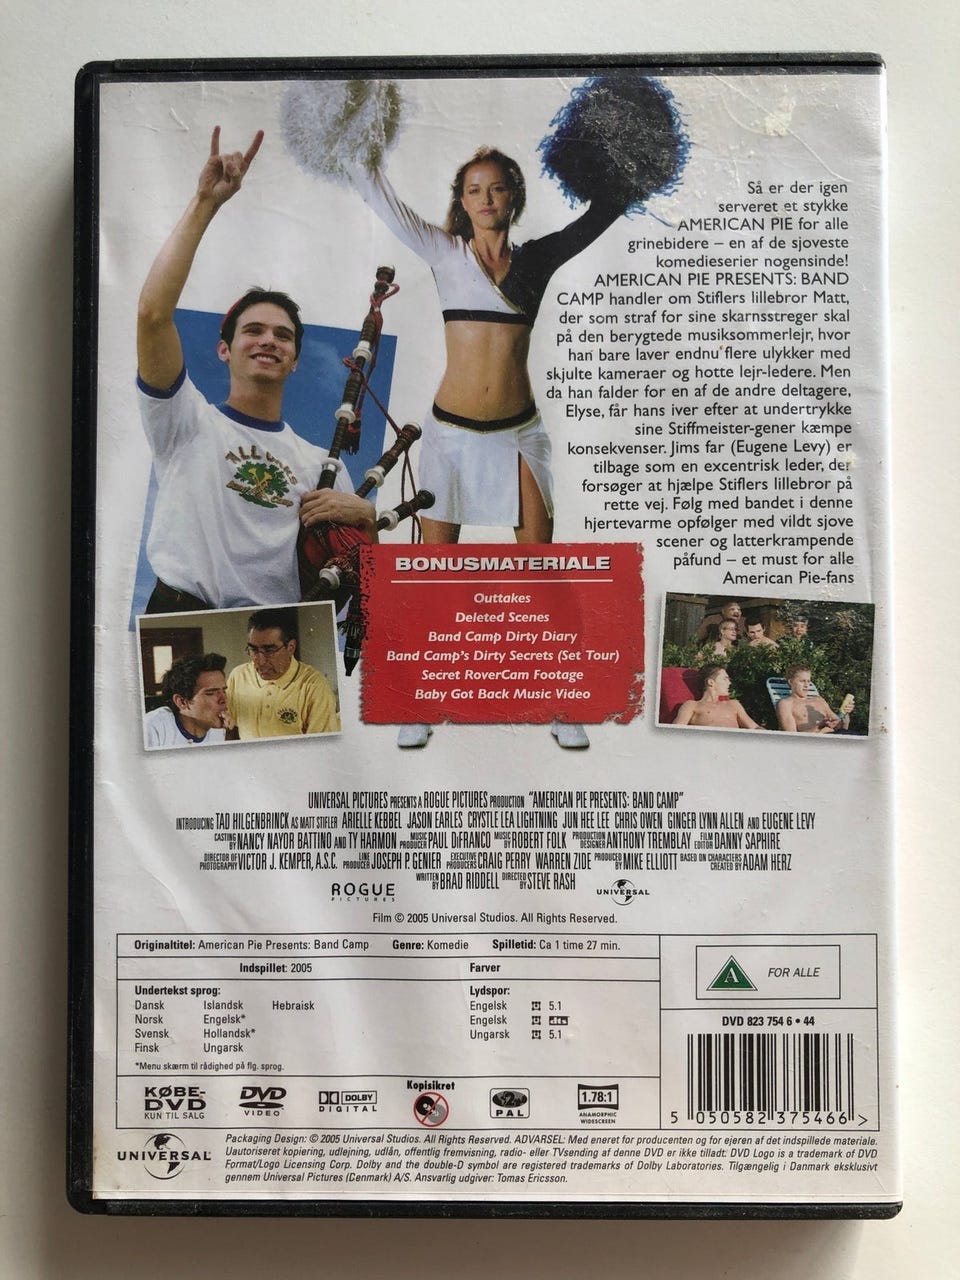 Så er der igen
serveret et stykke
AMERICAN PIE for alle
grinebidere – en af de sjoveste
komedieserier nogensinde!
AMERICAN PIE PRESENTS: BAND
CAMP handler om Stiflers lillebror Matt,
der som straf for sine skarnsstreger skal
på den berygtede musiksommerlejr, hvor
han bare laver endnu flere ulykker med
skjulte kameraer og hotte lejr-ledere. Men
da han falder for en af de andre deltagere,
Elyse, får hans iver efter at undertrykke
sine Stiffmeister-gener kæmpe
konsekvenser. Jims far (Eugene Levy) er
tilbage som en excentrisk leder, der
forsøger at hjælpe Stiflers lillebror på
rette vej. Følg med bandet i denne
hjertevarme opfølger med vildt sjove
scener og latterkrampende
påfund – et must for alle
American Pie-fans
BONUSMATERIALE
Outtakes
Deleted Scenes
Band Camp Dirty Diary
Band Camp's Dirty Secrets (Set Tour)
Secret RoverCam Footage
Baby Got Back Music Video
UNIVERSAL PICTURES PRESENTS A ROGUE PICTURES PRODUCTION "AMERICAN PIE PRESENTS: BAND CAMP"
INTRODUCING TAD HILGENBRINCK AS MATT STIFLER ARIELLE KEBBEL JASON EARLES CRYSTLE LEA LIGHTNING JUN HEE LEE CHRIS OWEN GINGER LYNN ALLEN AND EUGENE LEVY
CASTING BY NANCY NAYOR BATTINO AND TY HARMON MUSIC PRODUCER PAUL DiFRANCO MUSIC BY ROBERT FOLK PRODUCTION DESIGNER ANTHONY TREMBLAY FILM EDITOR DANNY SAPHIRE
DIRECTOR OF PHOTOGRAPHY VICTOR J. KEMPER, A.S.C. LINE PRODUCER JOSEPH P. GENIER EXECUTIVE PRODUCERS CRAIG PERRY WARREN ZIDE PRODUCED BY MIKE ELLIOTT BASED ON CHARACTERS CREATED BY ADAM HERZ
WRITTEN BY BRAD RIDDELL DIRECTED BY STEVE RASH
ROGUE
PICTURES
UNIVERSAL
Film © 2005 Universal Studios. All Rights Reserved.
Originaltitel: American Pie Presents: Band Camp Genre: Komedie Spilletid: Ca 1 time 27 min.
Indspillet: 2005 Farver
Undertekst sprog:
Dansk Islandsk Hebraisk
Norsk Engelsk*
Svensk Hollandsk*
Finsk Ungarsk
*Menu skærm til rådighed på flg. sprog.
Lydspor:
Engelsk 5.1
Engelsk dts
Ungarsk 5.1
A FOR ALLE
DVD 823 754 6 • 44
5 050582 375466 >
KØBE-
DVD
KUN TIL SALG
DVD
VIDEO
DOLBY
DIGITAL
Kopisikret
2
PAL
1.78:1
ANAMORPHIC
WIDESCREEN
UNIVERSAL
Packaging Design: © 2005 Universal Studios. All Rights Reserved. ADVARSEL: Med eneret for producenten og for ejeren af det indspillede materiale.
Uautoriseret kopiering, udlejning, udlån, offentlig fremvisning, radio- eller TVsending af denne DVD er ikke tilladt. DVD Logo is a trademark of DVD
Format/Logo Licensing Corp. Dolby and the double-D symbol are registered trademarks of Dolby Laboratories. Tilgængelig i Danmark eksklusivt
gennem Universal Pictures (Denmark) A/S. Ansvarlig udgiver: Tomas Ericsson.